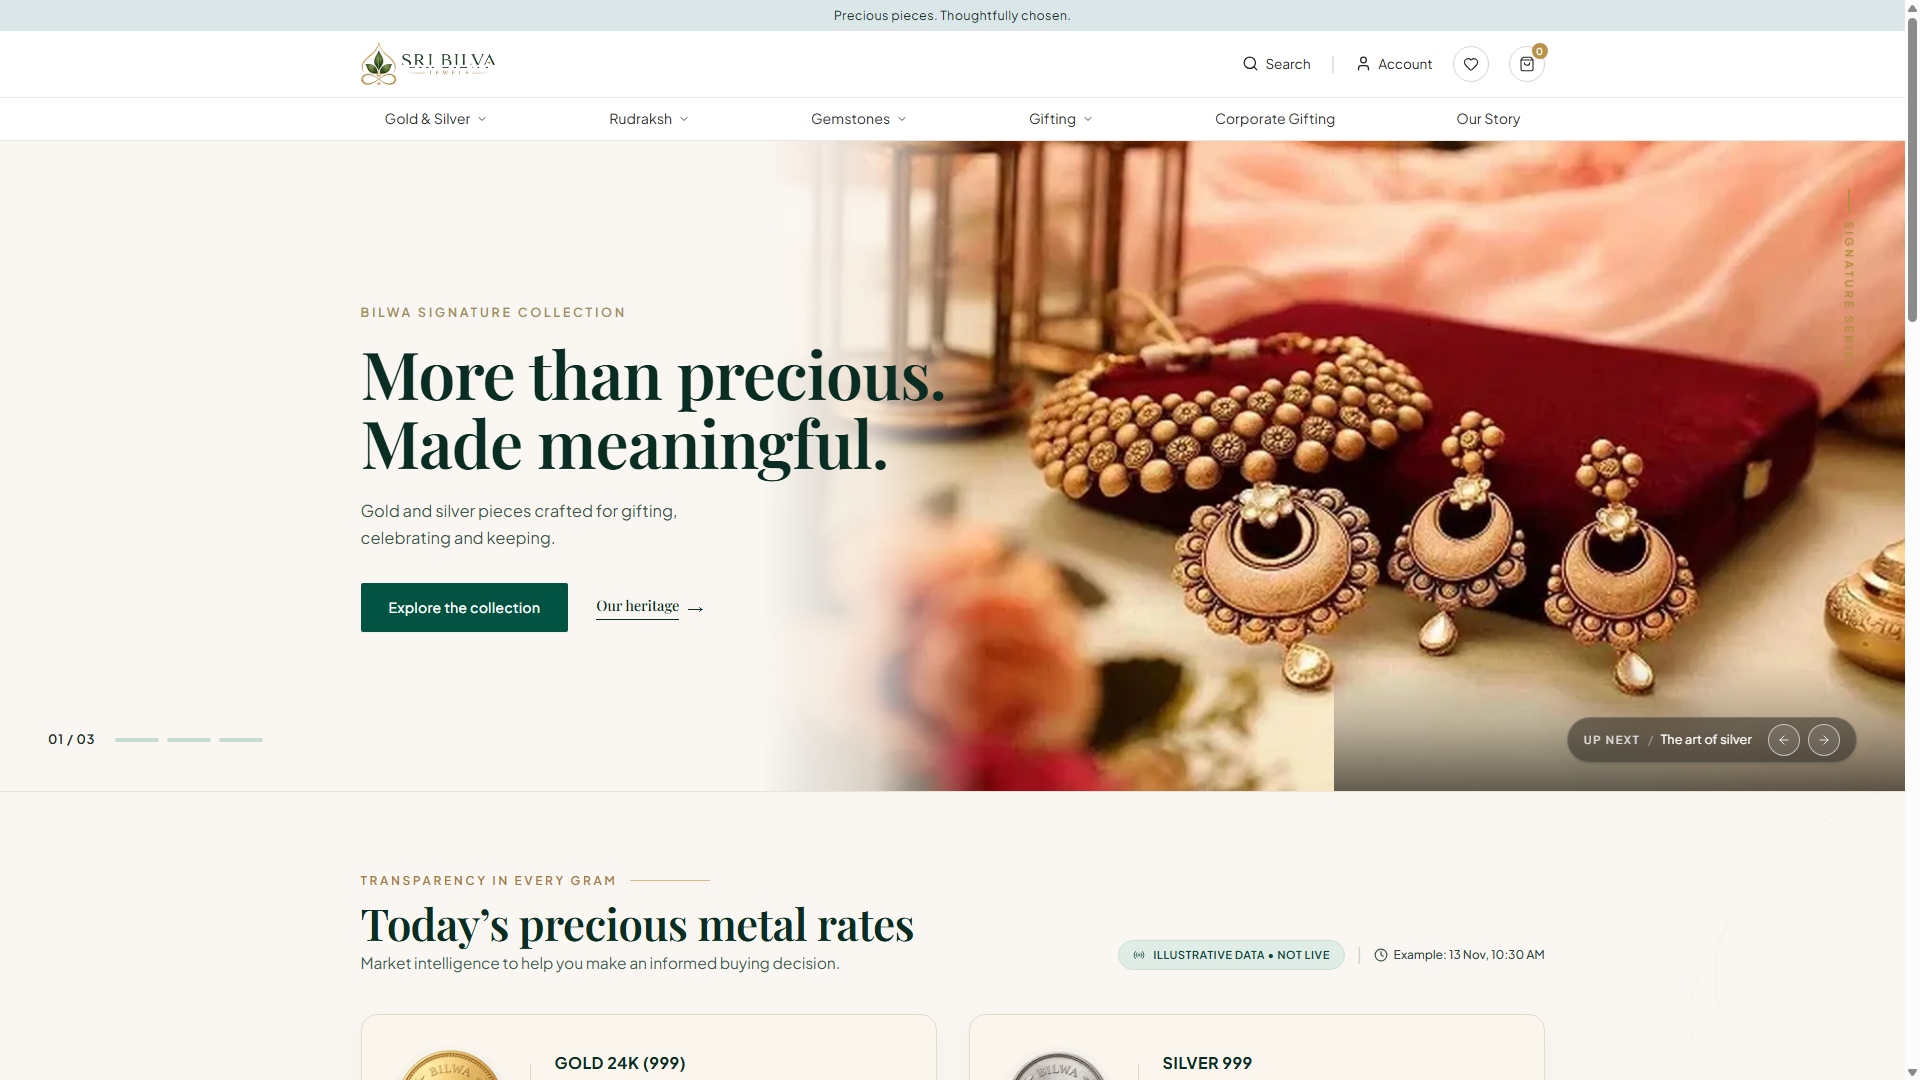 Precious pieces. Thoughtfully chosen.
SRI BILVA
JEWELS
Search
Account
0
Gold & Silver
Rudraksh
Gemstones
Gifting
Corporate Gifting
Our Story
SIGNATURE
BILWA SIGNATURE COLLECTION
More than precious.
Made meaningful.
Gold and silver pieces crafted for gifting,
celebrating and keeping.
Explore the collection
Our heritage →
01 / 03
UP NEXT / The art of silver
TRANSPARENCY IN EVERY GRAM
Today’s precious metal rates
Market intelligence to help you make an informed buying decision.
ILLUSTRATIVE DATA • NOT LIVE
Example: 13 Nov, 10:30 AM
BILWA
GOLD 24K (999)
BILWA
SILVER 999